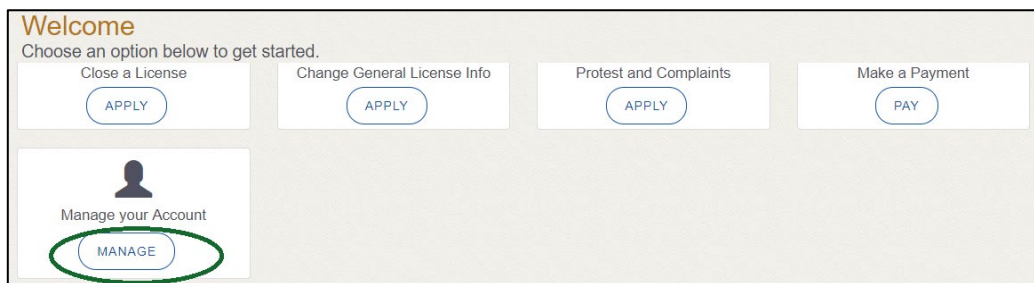 Welcome
Choose an option below to get started.
Close a License
APPLY
Change General License Info
APPLY
Protest and Complaints
APPLY
Make a Payment
PAY
Manage your Account
MANAGE